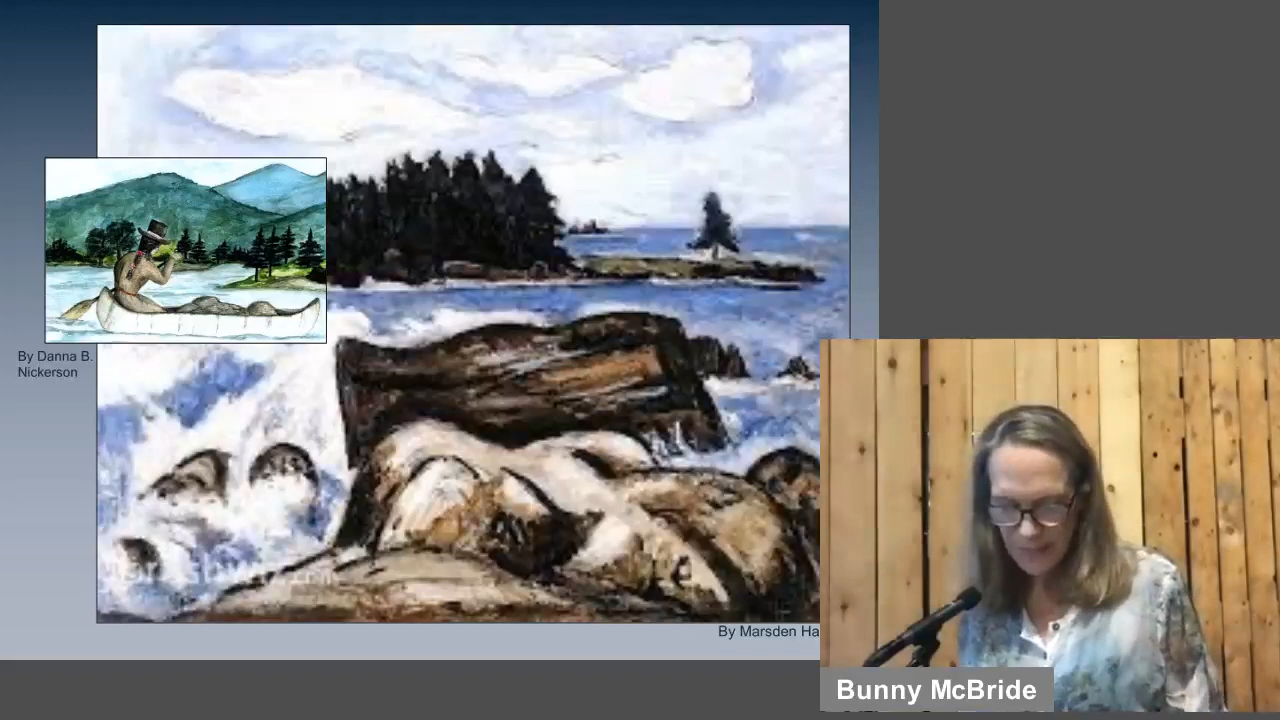 By Danna B.
Nickerson
By Marsden Ha
Bunny McBride